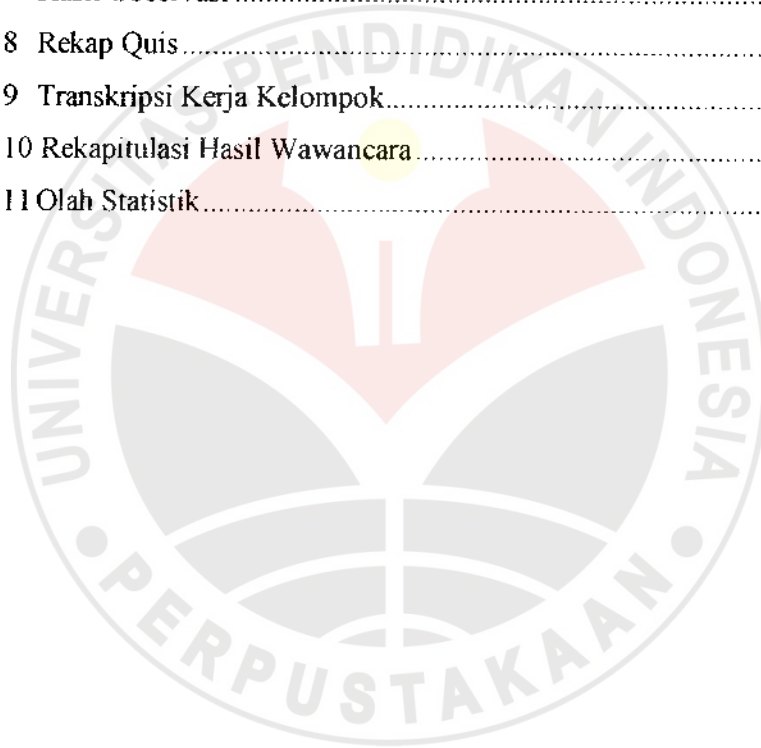 8 Rekap Quis
9 Transkripsi Kerja Kelompok
10 Rekapitulasi Hasil Wawancara
11 Olah Statistik
UNIVERSITAS PENDIDIKAN INDONESIA
PERPUSTAKAAN